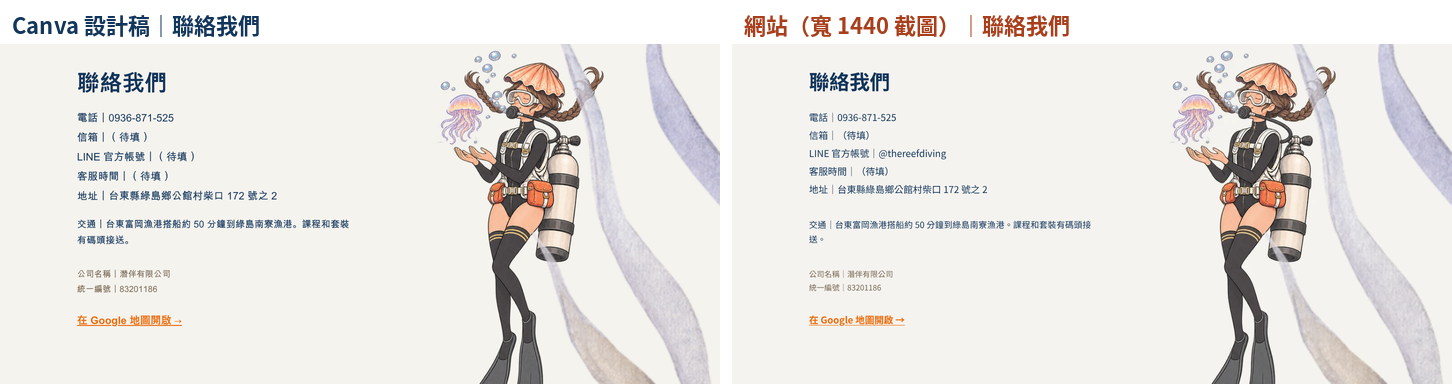 Canva 設計稿｜聯絡我們
聯絡我們
電話｜0936-871-525
信箱｜（待填）
LINE 官方帳號｜（待填）
客服時間｜（待填）
地址｜台東縣綠島鄉公館村柴口 172 號之 2
交通｜台東富岡漁港搭船約 50 分鐘到綠島南寮漁港。課程和套裝
有碼頭接送。
公司名稱｜潛伴有限公司
統一編號｜83201186
在 Google 地圖開啟→
網站（寬 1440 截圖）｜聯絡我們
聯絡我們
電話｜0936-871-525
信箱｜（待填）
LINE 官方帳號｜@thereefdiving
客服時間｜（待填）
地址｜台東縣綠島鄉公館村柴口 172 號之 2
交通｜台東富岡漁港搭船約 50 分鐘到綠島南寮漁港。課程和套裝有碼頭接
送。
公司名稱｜潛伴有限公司
統一編號｜83201186
在 Google 地圖開啟→